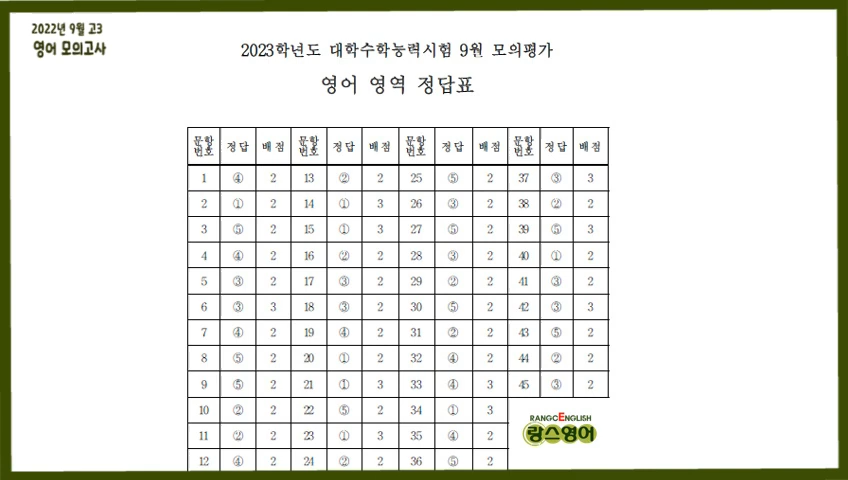 2022년 9월 고3
영어 모의고사
2023학년도 대학수학능력시험 9월 모의평가
영어 영역 정답표
문항번호 정답 배점 문항번호 정답 배점 문항번호 정답 배점 문항번호 정답 배점
1 ④ 2 13 ② 2 25 ⑤ 2 37 ③ 3
2 ① 2 14 ① 3 26 ③ 2 38 ② 2
3 ⑤ 2 15 ① 3 27 ⑤ 2 39 ⑤ 3
4 ④ 2 16 ② 2 28 ③ 2 40 ① 2
5 ③ 2 17 ③ 2 29 ② 2 41 ③ 2
6 ③ 3 18 ③ 2 30 ⑤ 2 42 ③ 3
7 ④ 2 19 ④ 2 31 ② 2 43 ⑤ 2
8 ⑤ 2 20 ① 2 32 ④ 2 44 ② 2
9 ⑤ 2 21 ① 3 33 ④ 3 45 ③ 2
10 ② 2 22 ⑤ 2 34 ① 3
11 ② 2 23 ① 3 35 ④ 2
12 ④ 2 24 ② 2 36 ⑤ 2
RANGCENGLISH
랑스영어